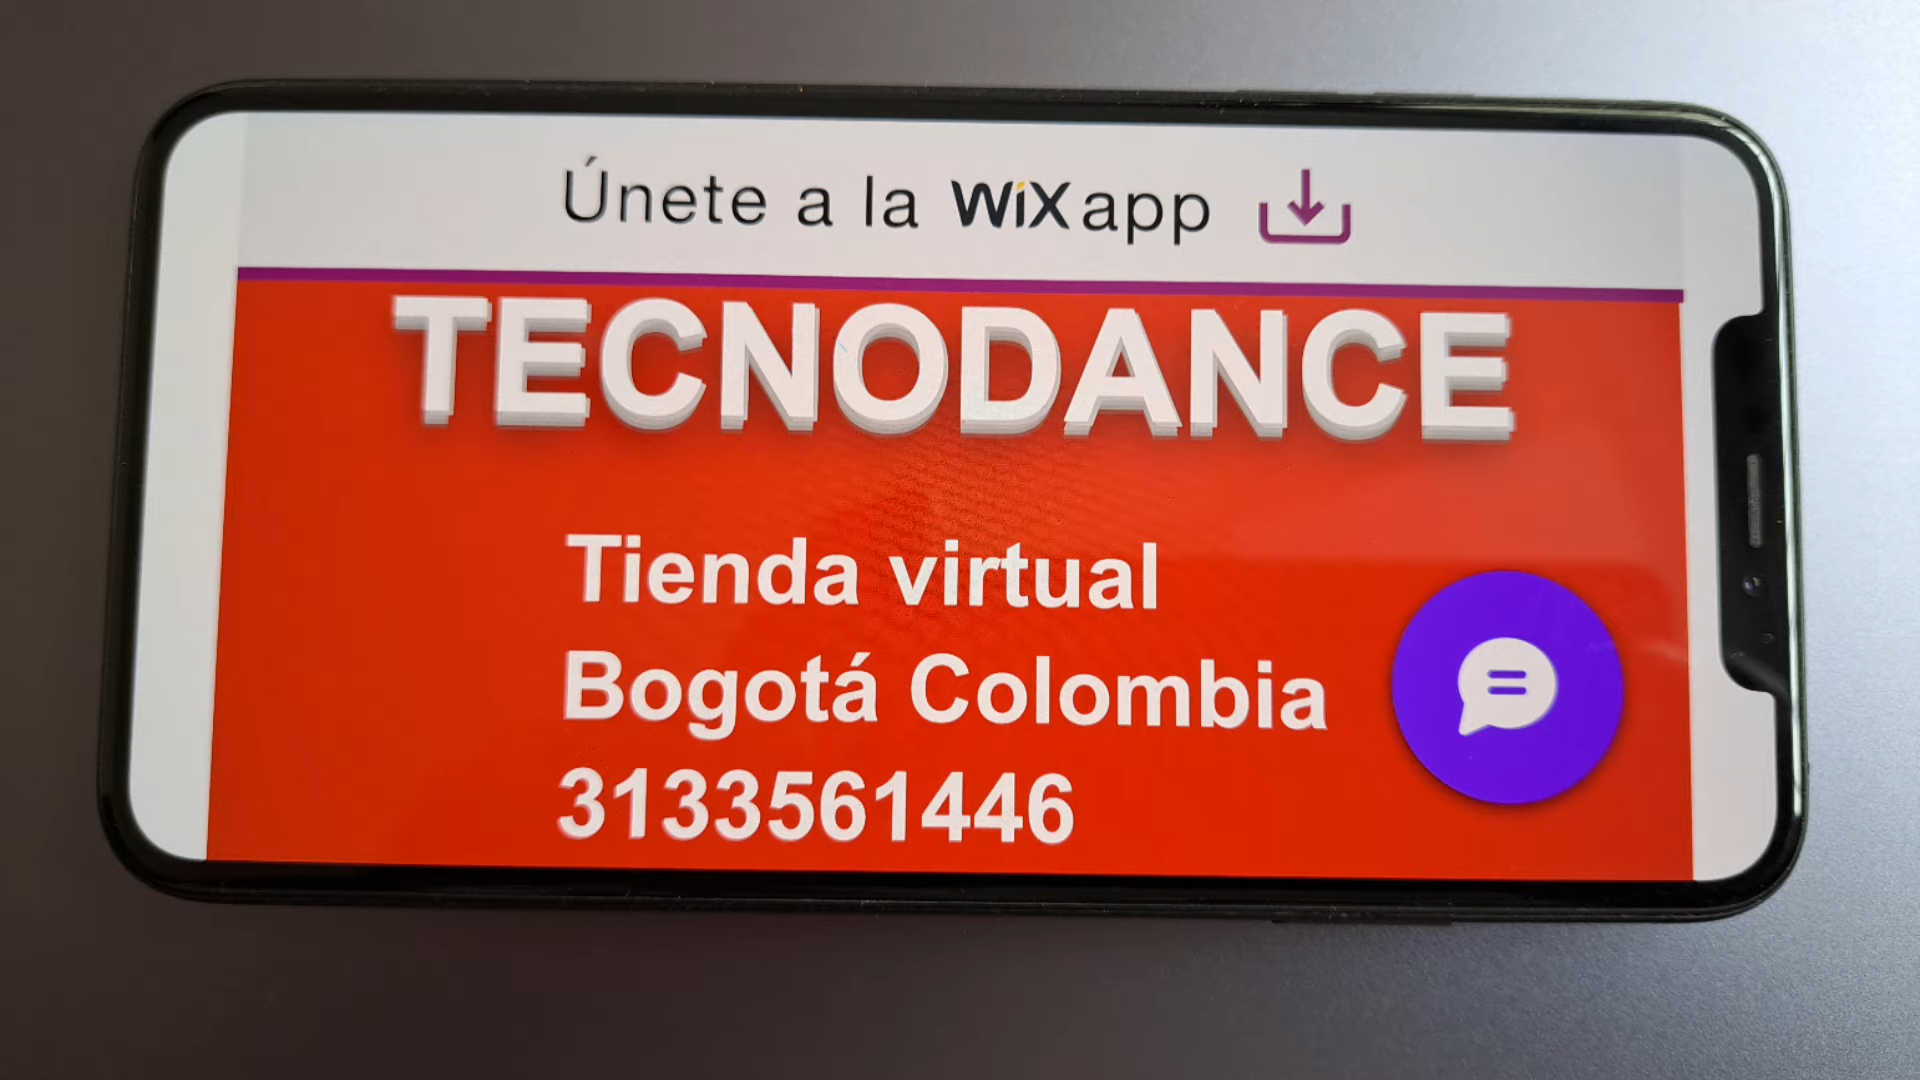 Únete a la WiX app
TECNODANCE
Tienda virtual
Bogotá Colombia
3133561446